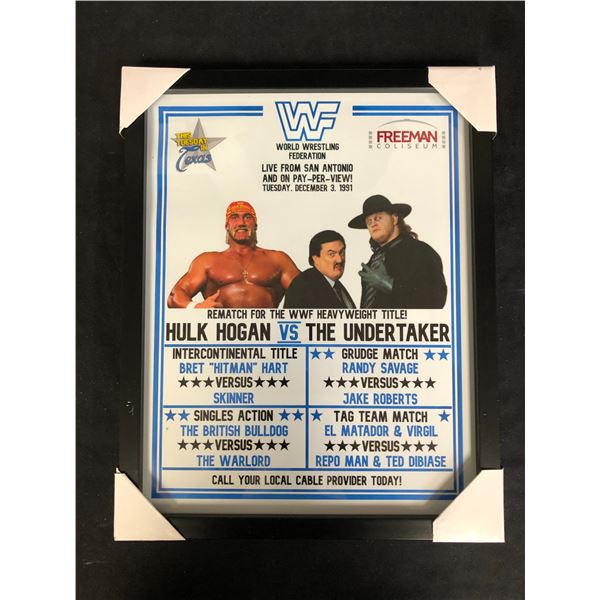 THIS
TUESDAY IN
Texas
WF
WORLD WRESTLING
FEDERATION
FREEMAN
COLISEUM
LIVE FROM SAN ANTONIO
AND ON PAY-PER-VIEW!
TUESDAY, DECEMBER 3, 1991
REMATCH FOR THE WWF HEAVYWEIGHT TITLE!
HULK HOGAN VS THE UNDERTAKER
INTERCONTINENTAL TITLE
BRET "HITMAN" HART
★★★VERSUS★★★
SKINNER
★★ GRUDGE MATCH ★★
RANDY SAVAGE
★★★VERSUS★★★
JAKE ROBERTS
★★ SINGLES ACTION ★★
THE BRITISH BULLDOG
★★★VERSUS★★★
THE WARLORD
★ TAG TEAM MATCH ★
EL MATADOR & VIRGIL
★★★VERSUS★★★
REPO MAN & TED DIBIASE
CALL YOUR LOCAL CABLE PROVIDER TODAY!